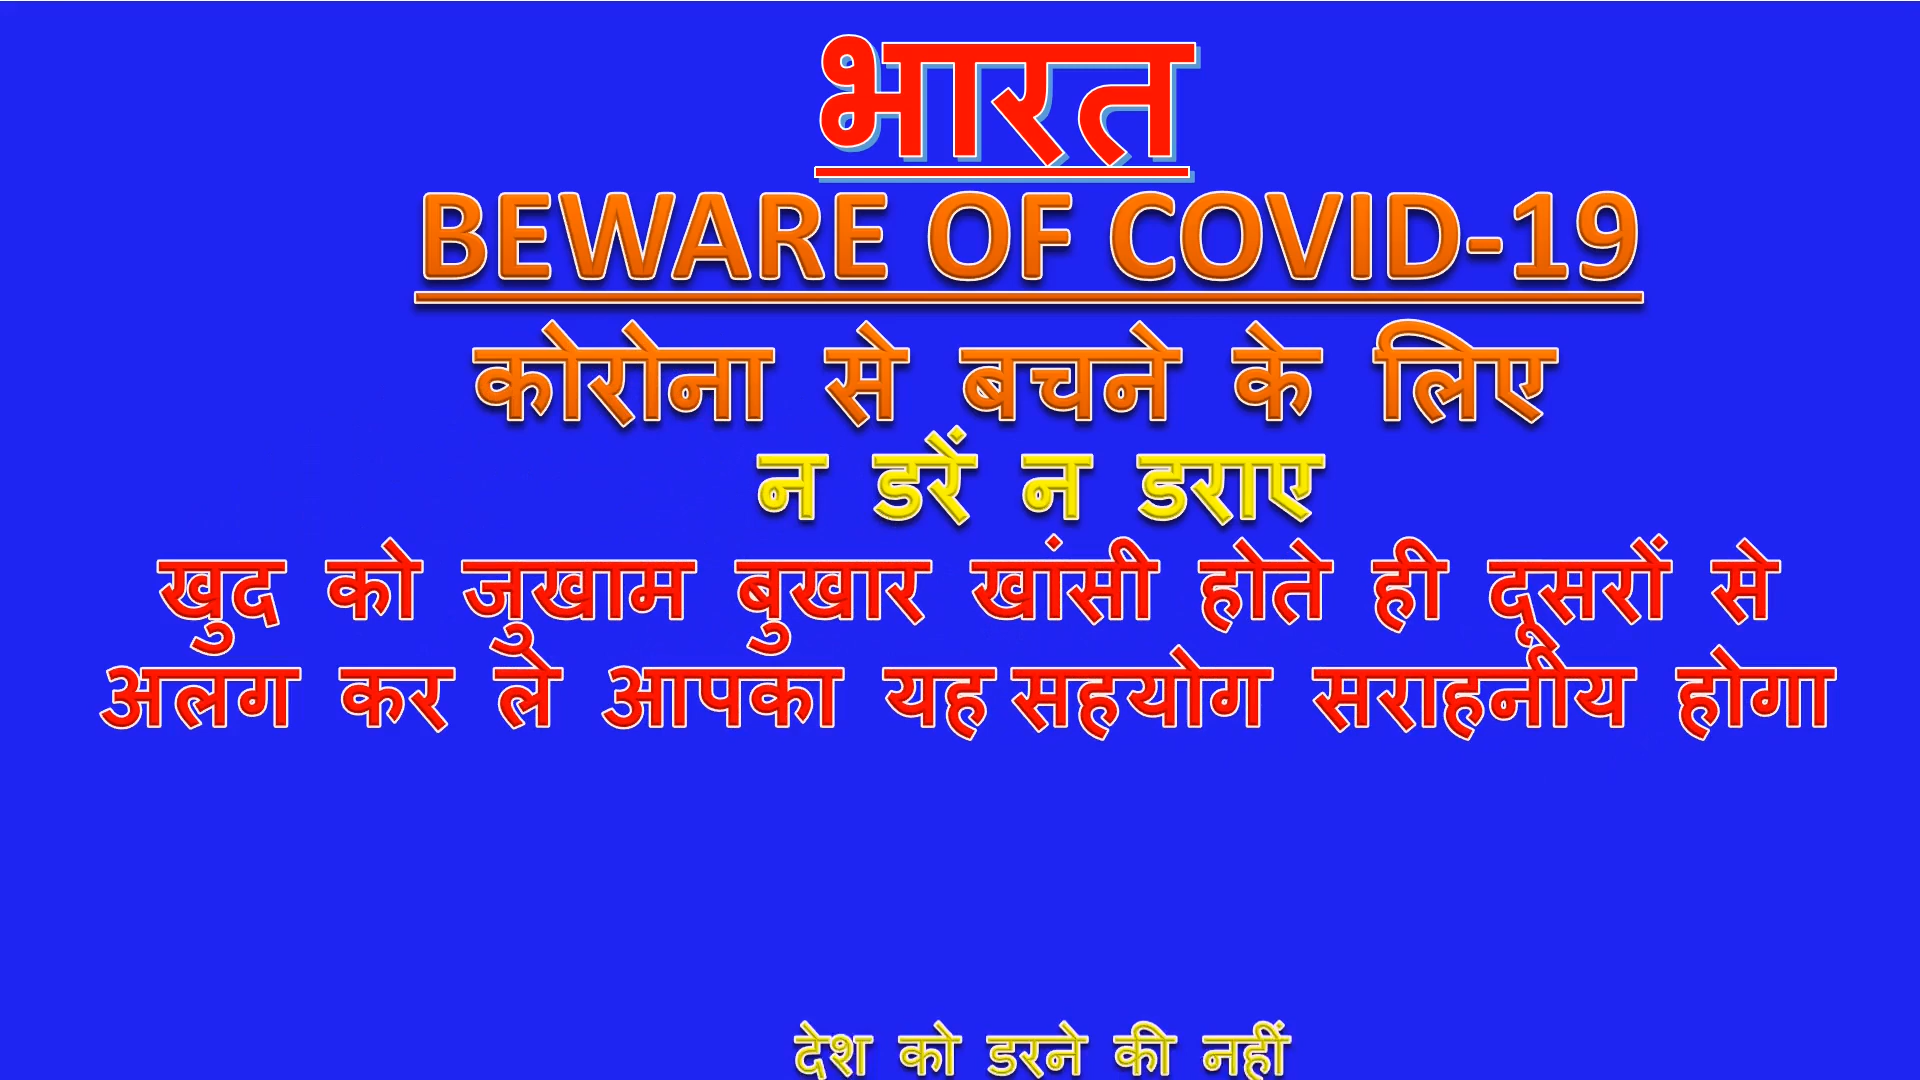 भारत
BEWARE OF COVID-19
कोरोना से बचने के लिए
न डरें न डराए
खुद को जुखाम बुखार खांसी होते ही दूसरों से
अलग कर ले आपका यह सहयोग सराहनीय होगा
देश को डरने की नहीं